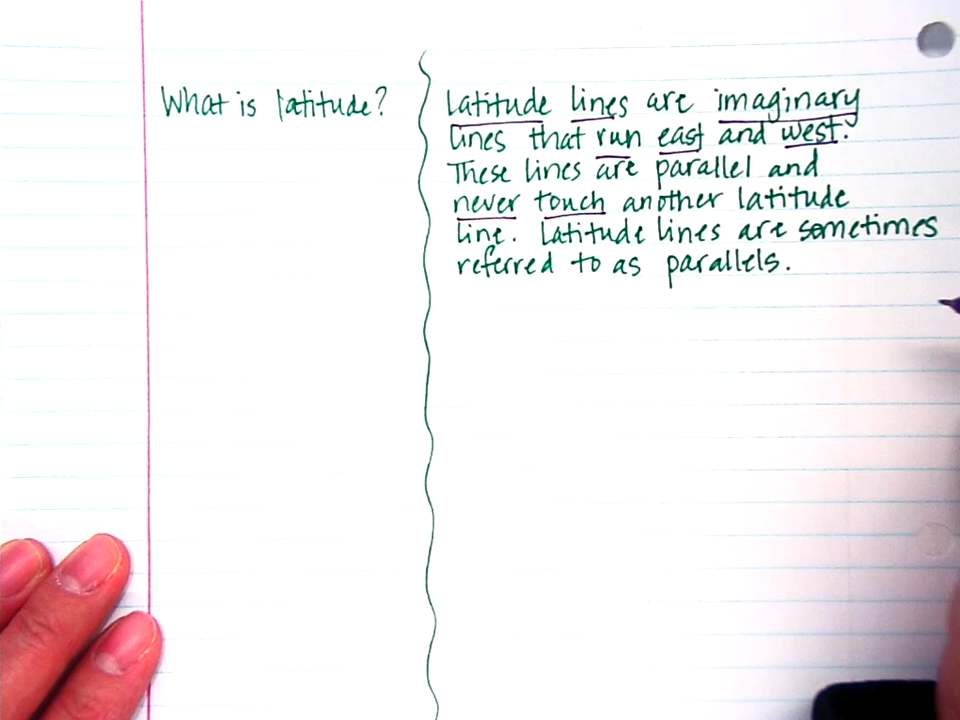 What is latitude?
Latitude lines are imaginary
lines that run east and west.
These lines are parallel and
never touch another latitude
line. Latitude lines are sometimes
referred to as parallels.